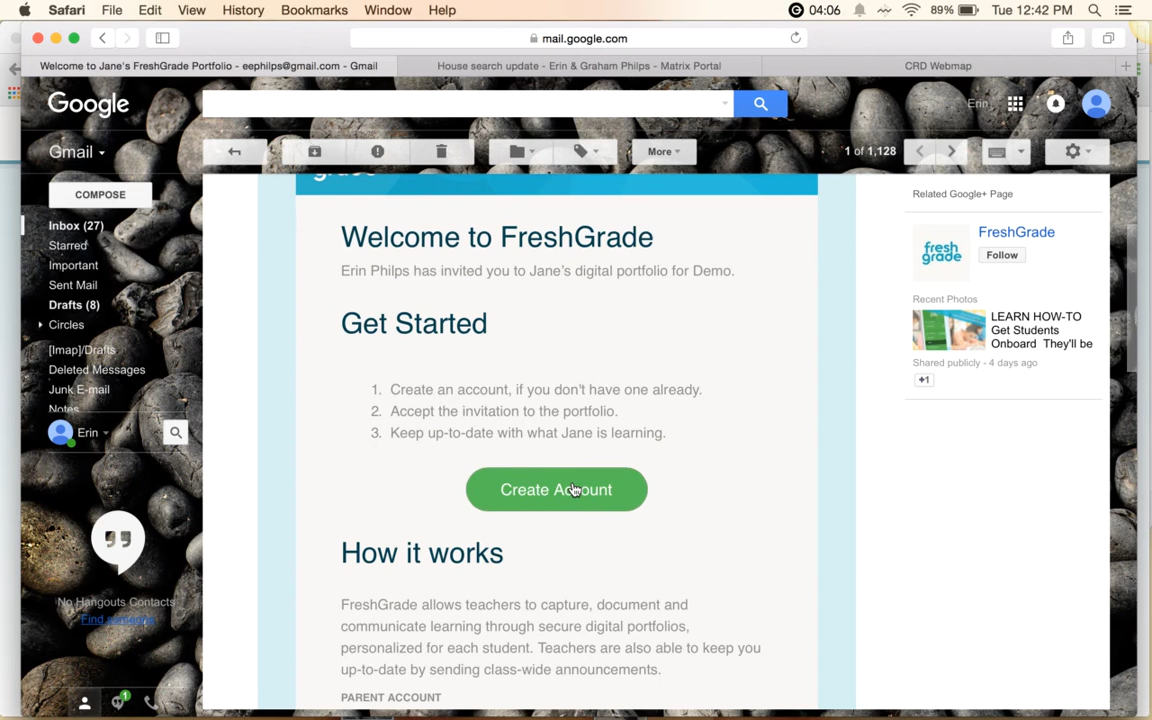 Safari File Edit View History Bookmarks Window Help 04:06 89% Tue 12:42 PM
mail.google.com
Welcome to Jane's FreshGrade Portfolio - eephilps@gmail.com - Gmail
House search update - Erin & Graham Philps - Matrix Portal
CRD Webmap
Google
Erin
Gmail
More
1 of 1,128
COMPOSE
Inbox (27)
Starred
Important
Sent Mail
Drafts (8)
Circles
[Imap]/Drafts
Deleted Messages
Junk E-mail
Notes
Erin
No Hangouts Contacts
Find someone
1
Welcome to FreshGrade
Erin Philps has invited you to Jane's digital portfolio for Demo.
Get Started
1. Create an account, if you don't have one already.
2. Accept the invitation to the portfolio.
3. Keep up-to-date with what Jane is learning.
Create Account
How it works
FreshGrade allows teachers to capture, document and
communicate learning through secure digital portfolios,
personalized for each student. Teachers are also able to keep you
up-to-date by sending class-wide announcements.
PARENT ACCOUNT
Related Google+ Page
fresh
grade
FreshGrade
Follow
Recent Photos
LEARN HOW-TO
Get Students
Onboard They'll be
Shared publicly - 4 days ago
+1